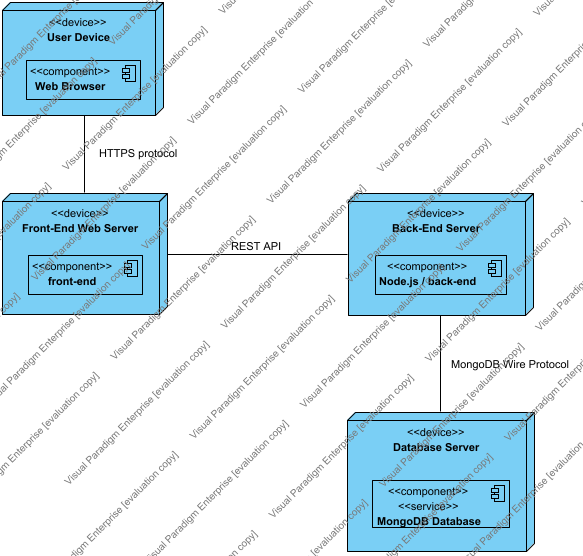 <<device>>
User Device
<<component>>
Web Browser
HTTPS protocol
<<device>>
Front-End Web Server
<<component>>
front-end
REST API
<<device>>
Back-End Server
<<component>>
Node.js / back-end
MongoDB Wire Protocol
<<device>>
Database Server
<<component>>
<<service>>
MongoDB Database
Visual Paradigm Enterprise [evaluation copy]